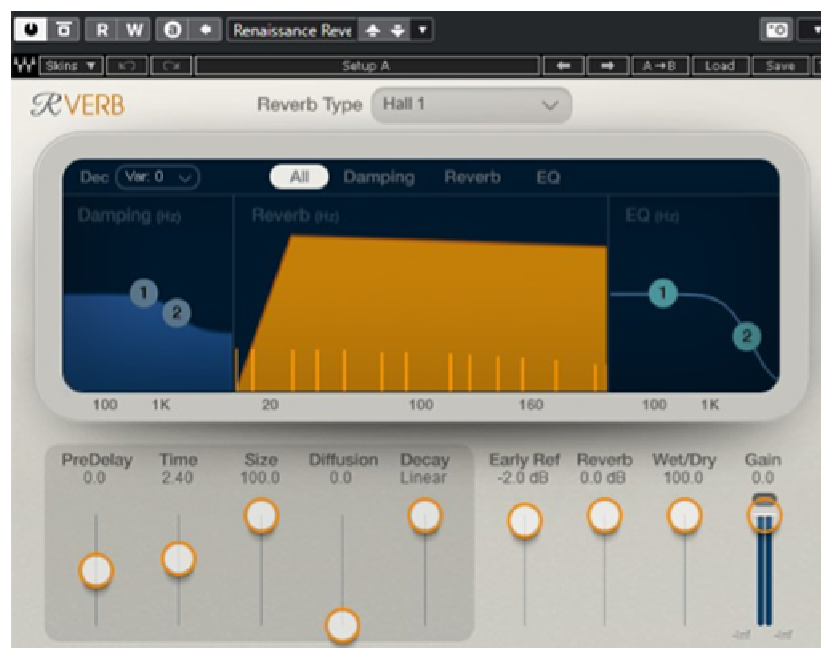 R W a Renaissance Reve
Skins Setup A A→B Load Save
RVERB Reverb Type Hall 1
Dec Var: 0 All Damping Reverb EQ
Damping (Hz) Reverb (Hz) EQ (Hz)
1 2 1 2
100 1K 20 100 160 100 1K
PreDelay Time Size Diffusion Decay Early Ref Reverb Wet/Dry Gain
0.0 2.40 100.0 0.0 Linear -2.0 dB 0.0 dB 100.0 0.0
-Inf -Inf